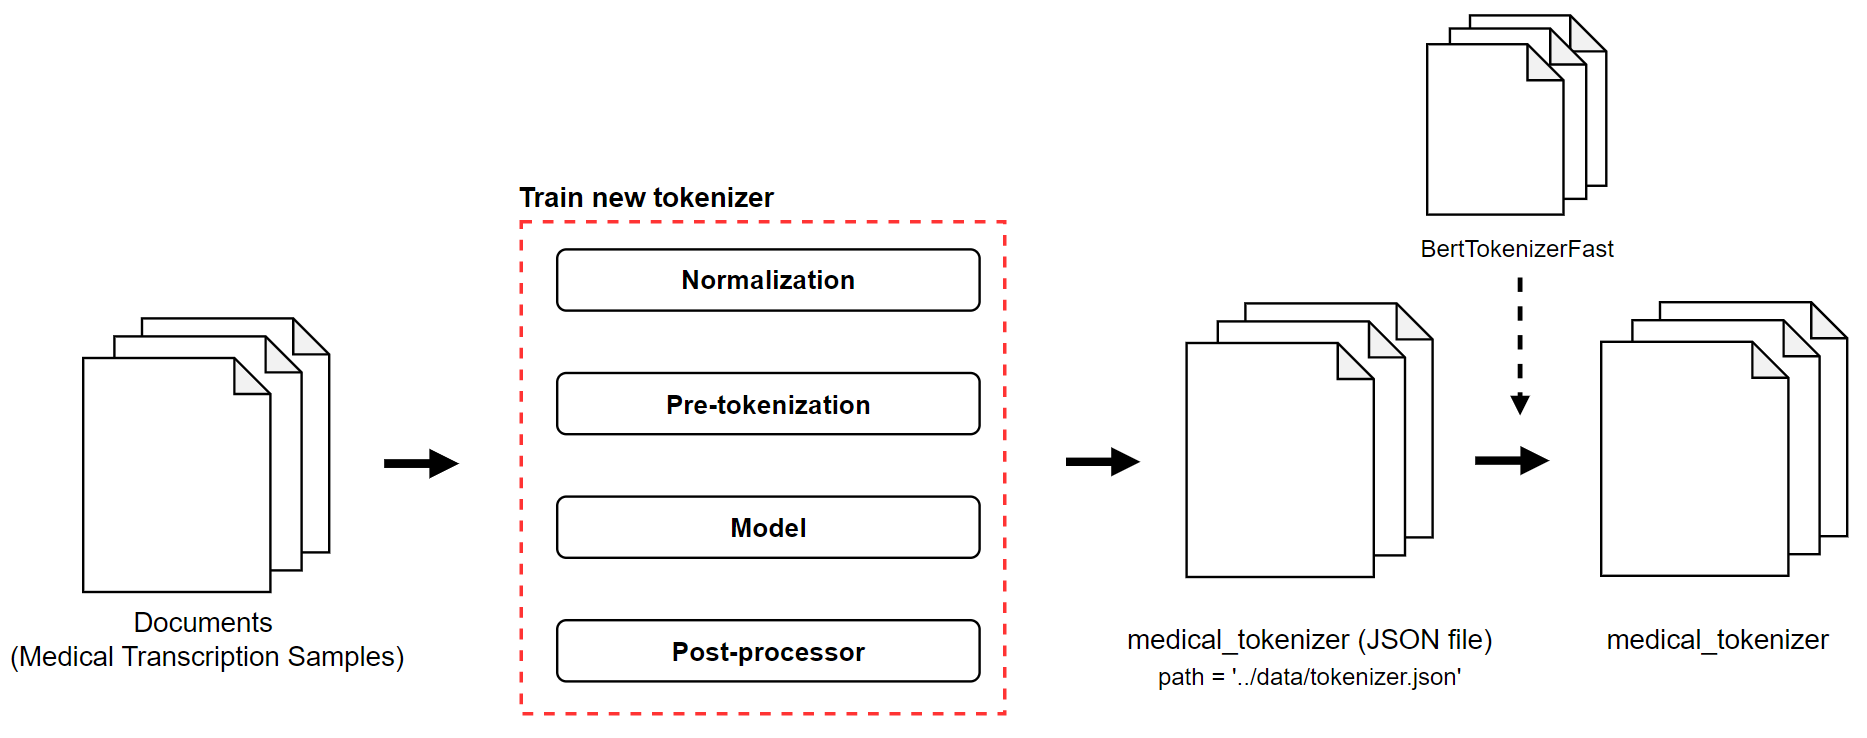 Train new tokenizer
Normalization
Pre-tokenization
Model
Post-processor
Documents
(Medical Transcription Samples)
BertTokenizerFast
medical_tokenizer (JSON file)
path = '../data/tokenizer.json'
medical_tokenizer